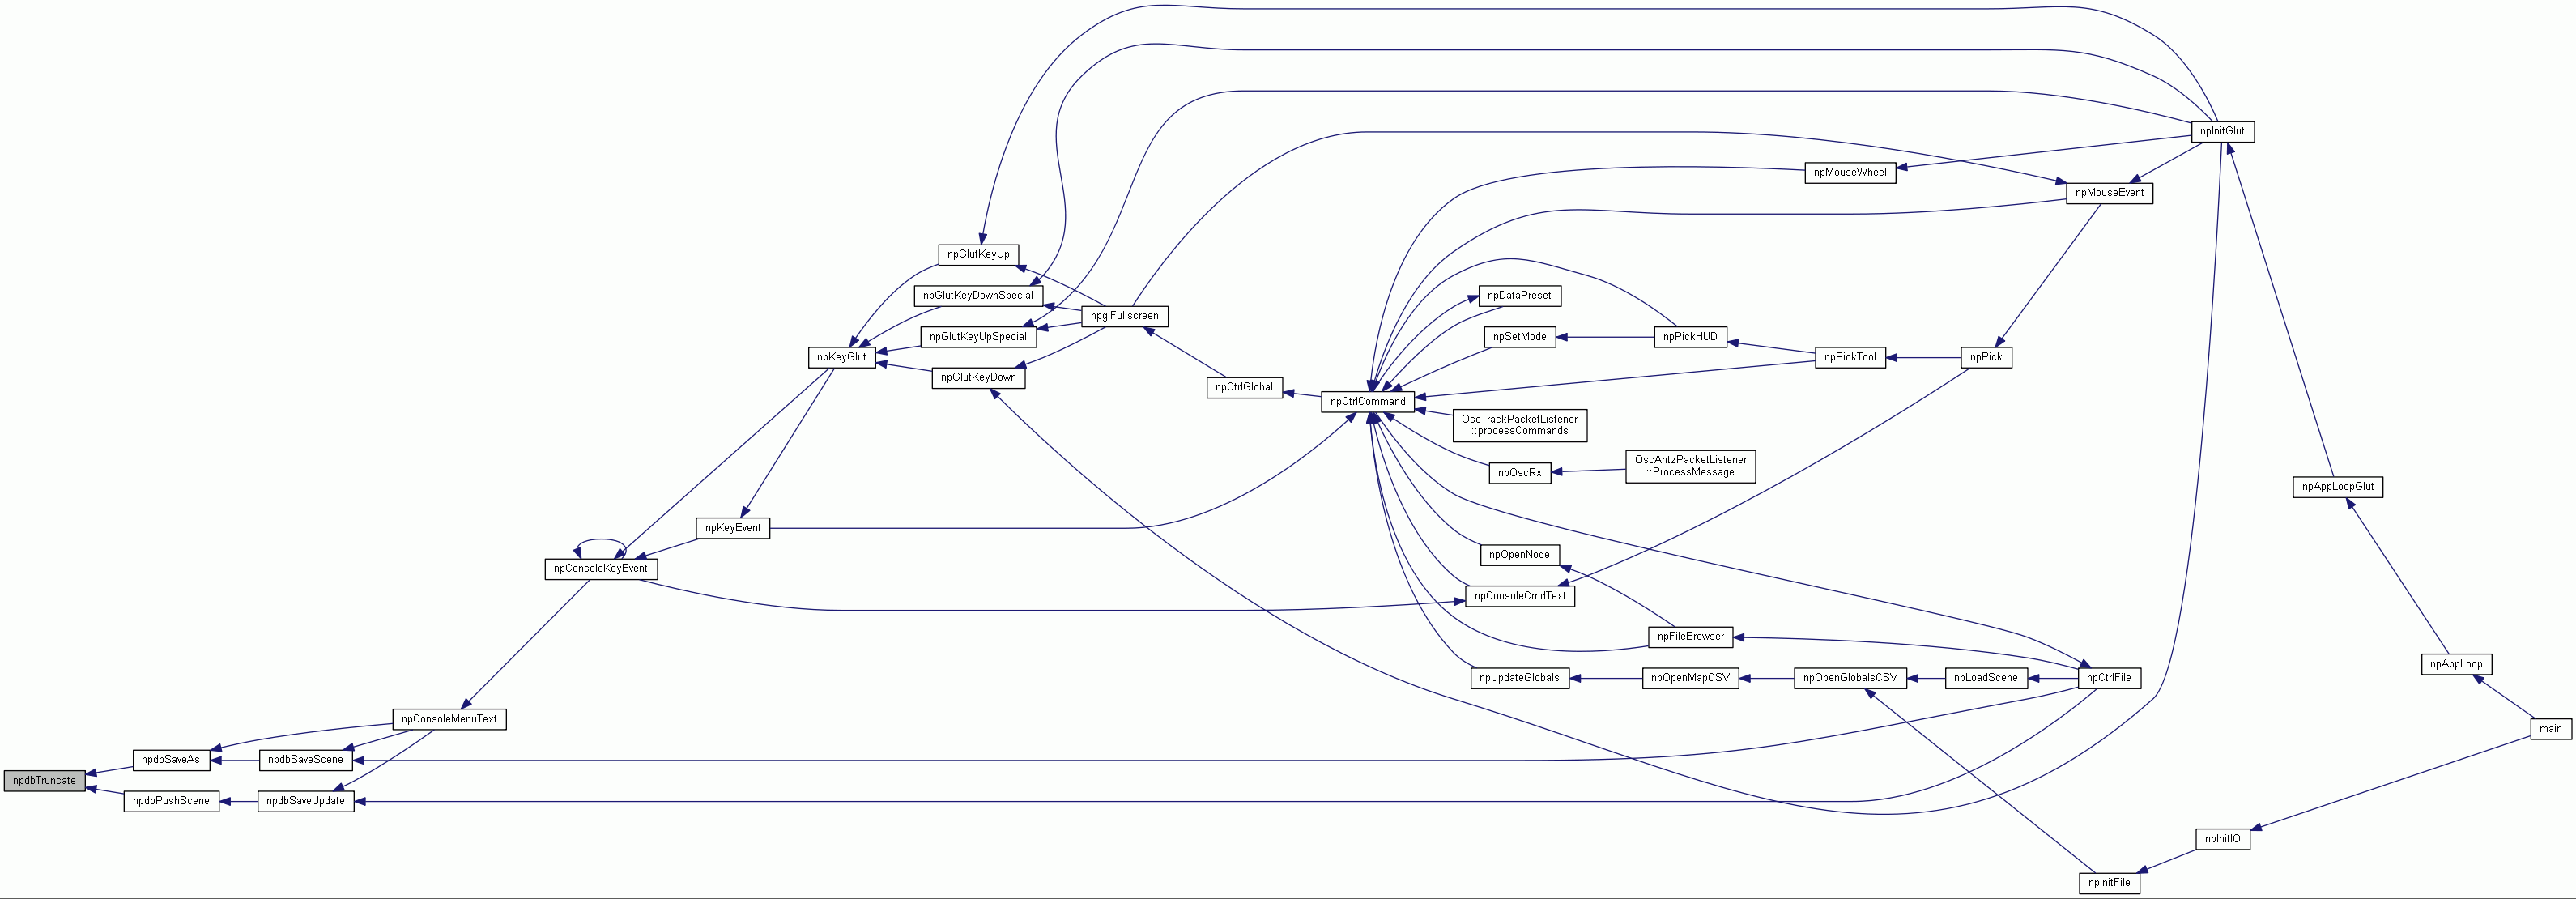 npInitGlut
npMouseWheel
npMouseEvent
npGlutKeyUp
npGlutKeyDownSpecial
npDataPreset
npglFullscreen
npGlutKeyUpSpecial
npSetMode
npPickHUD
npKeyGlut
npPickTool
npPick
npGlutKeyDown
npCtrlGlobal
npCtrlCommand
OscTrackPacketListener
::processCommands
OscAntzPacketListener
::ProcessMessage
npOscRx
npAppLoopGlut
npKeyEvent
npOpenNode
npConsoleKeyEvent
npConsoleCmdText
npFileBrowser
npAppLoop
npUpdateGlobals
npOpenMapCSV
npOpenGlobalsCSV
npLoadScene
npCtrlFile
npConsoleMenuText
main
npdbSaveAs
npdbSaveScene
npdbTruncate
npdbPushScene
npdbSaveUpdate
npInitIO
npInitFile